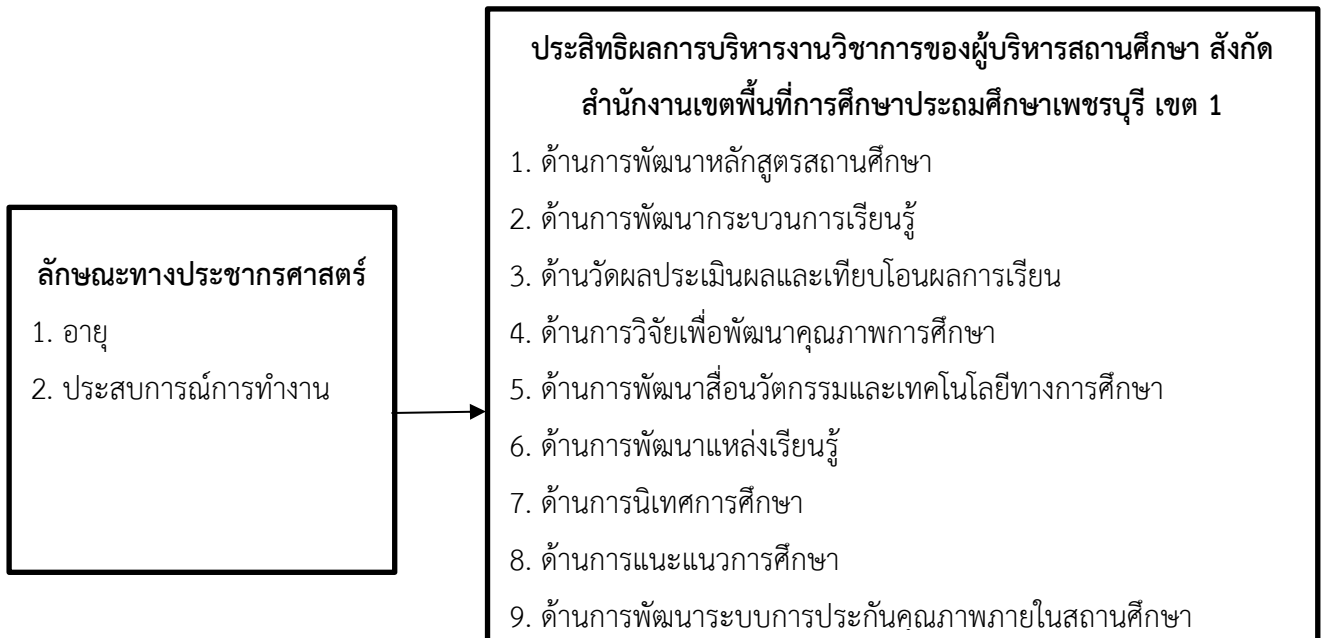 ลักษณะทางประชากรศาสตร์
1. อายุ
2. ประสบการณ์การทำงาน
ประสิทธิผลการบริหารงานวิชาการของผู้บริหารสถานศึกษา สังกัด
สำนักงานเขตพื้นที่การศึกษาประถมศึกษาเพชรบุรี เขต 1
1. ด้านการพัฒนาหลักสูตรสถานศึกษา
2. ด้านการพัฒนากระบวนการเรียนรู้
3. ด้านวัดผลประเมินผลและเทียบโอนผลการเรียน
4. ด้านการวิจัยเพื่อพัฒนาคุณภาพการศึกษา
5. ด้านการพัฒนาสื่อนวัตกรรมและเทคโนโลยีทางการศึกษา
6. ด้านการพัฒนาแหล่งเรียนรู้
7. ด้านการนิเทศการศึกษา
8. ด้านการแนะแนวการศึกษา
9. ด้านการพัฒนาระบบการประกันคุณภาพภายในสถานศึกษา